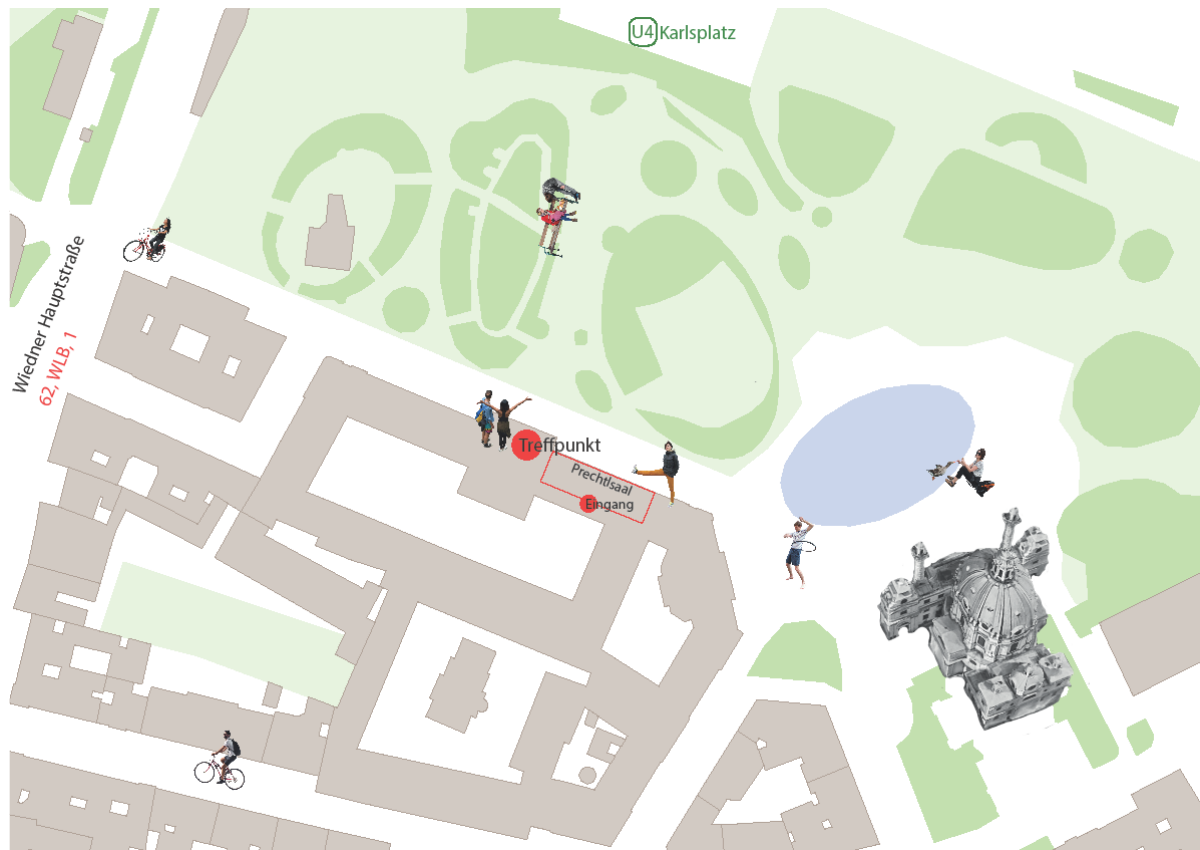 U4 Karlsplatz
Wiedner Hauptstraße
62, WLB, 1
Treffpunkt
Prechtlsaal
Eingang